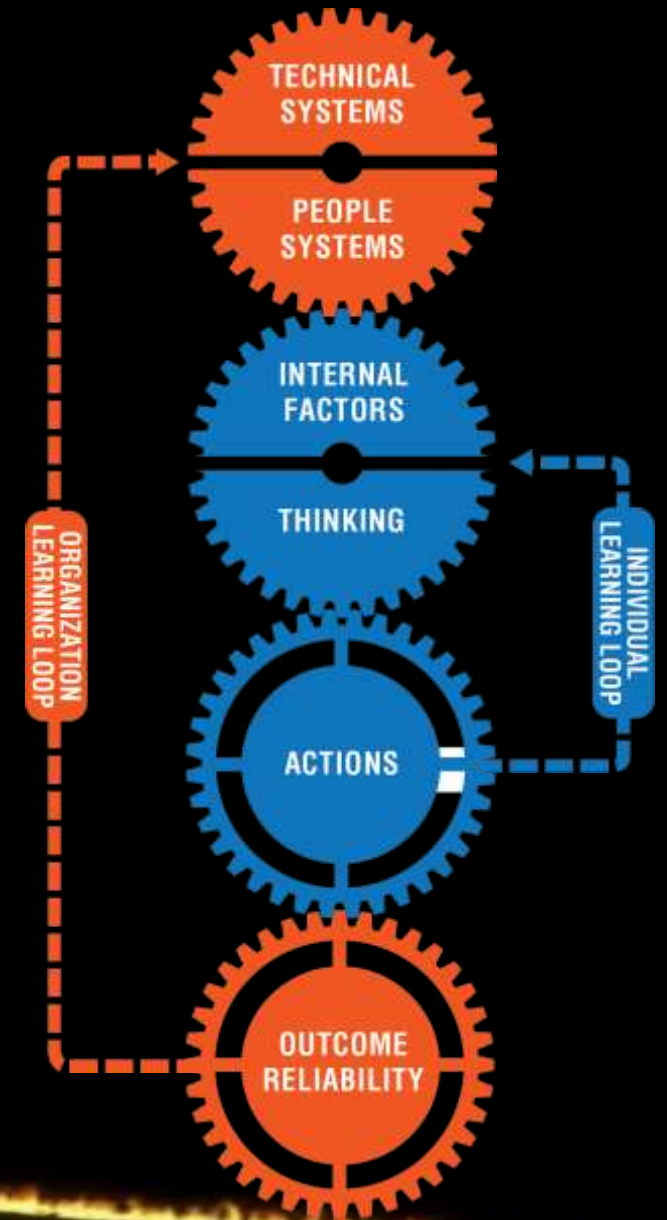 TECHNICAL
SYSTEMS
PEOPLE
SYSTEMS
INTERNAL
FACTORS
THINKING
ORGANIZATION
LEARNING LOOP
INDIVIDUAL
LEARNING LOOP
ACTIONS
OUTCOME
RELIABILITY